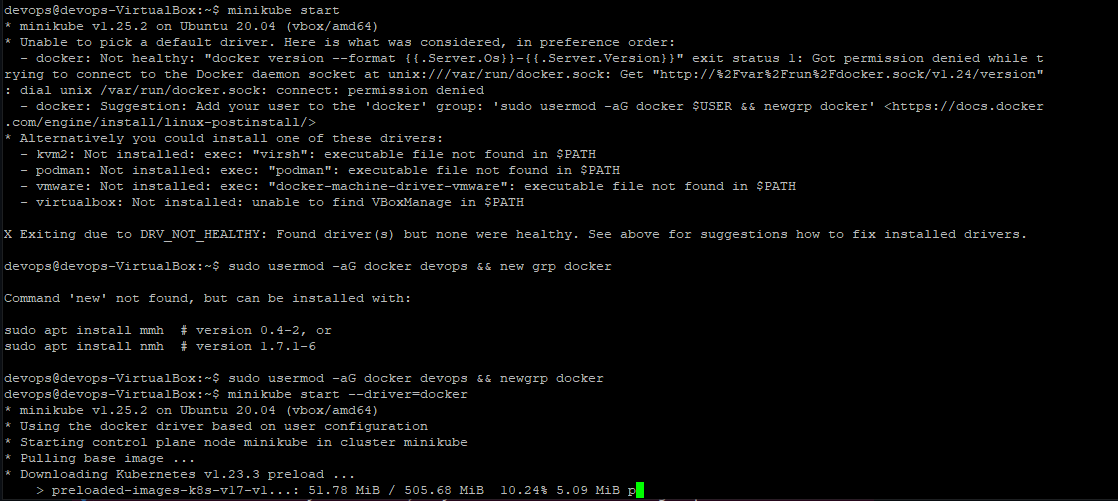 devops@devops-VirtualBox:~$ minikube start
* minikube v1.25.2 on Ubuntu 20.04 (vbox/amd64)
* Unable to pick a default driver. Here is what was considered, in preference order:
  - docker: Not healthy: "docker version --format {{.Server.Os}}-{{.Server.Version}}" exit status 1: Got permission denied while t
rying to connect to the Docker daemon socket at unix:///var/run/docker.sock: Get "http://%2Fvar%2Frun%2Fdocker.sock/v1.24/version"
: dial unix /var/run/docker.sock: connect: permission denied
  - docker: Suggestion: Add your user to the 'docker' group: 'sudo usermod -aG docker $USER && newgrp docker' <https://docs.docker
.com/engine/install/linux-postinstall/>
* Alternatively you could install one of these drivers:
  - kvm2: Not installed: exec: "virsh": executable file not found in $PATH
  - podman: Not installed: exec: "podman": executable file not found in $PATH
  - vmware: Not installed: exec: "docker-machine-driver-vmware": executable file not found in $PATH
  - virtualbox: Not installed: unable to find VBoxManage in $PATH

X Exiting due to DRV_NOT_HEALTHY: Found driver(s) but none were healthy. See above for suggestions how to fix installed drivers.

devops@devops-VirtualBox:~$ sudo usermod -aG docker devops && new grp docker

Command 'new' not found, but can be installed with:

sudo apt install mmh  # version 0.4-2, or
sudo apt install nmh  # version 1.7.1-6

devops@devops-VirtualBox:~$ sudo usermod -aG docker devops && newgrp docker
devops@devops-VirtualBox:~$ minikube start --driver=docker
* minikube v1.25.2 on Ubuntu 20.04 (vbox/amd64)
* Using the docker driver based on user configuration
* Starting control plane node minikube in cluster minikube
* Pulling base image ...
* Downloading Kubernetes v1.23.3 preload ...
    > preloaded-images-k8s-v17-v1...: 51.78 MiB / 505.68 MiB  10.24% 5.09 MiB p